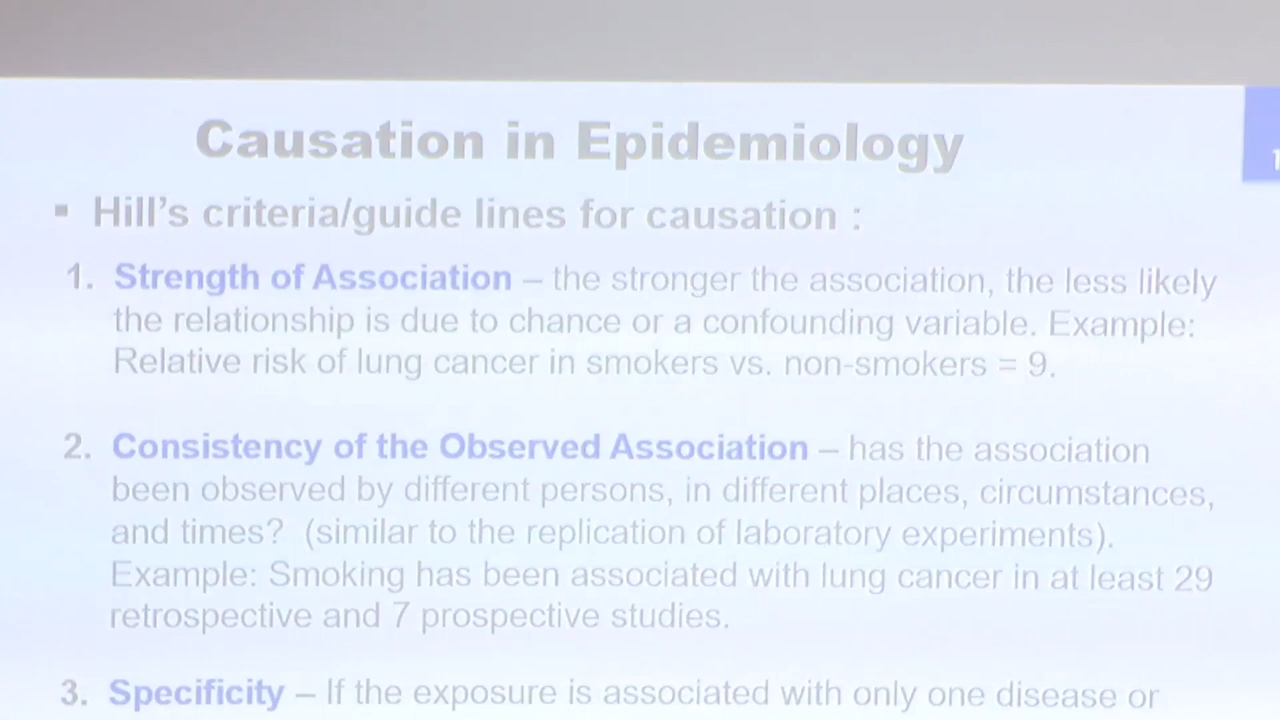 Causation in Epidemiology
1
▪ Hill's criteria/guide lines for causation :
1. Strength of Association – the stronger the association, the less likely
the relationship is due to chance or a confounding variable. Example:
Relative risk of lung cancer in smokers vs. non-smokers = 9.
2. Consistency of the Observed Association – has the association
been observed by different persons, in different places, circumstances,
and times?  (similar to the replication of laboratory experiments).
Example: Smoking has been associated with lung cancer in at least 29
retrospective and 7 prospective studies.
3. Specificity – If the exposure is associated with only one disease or